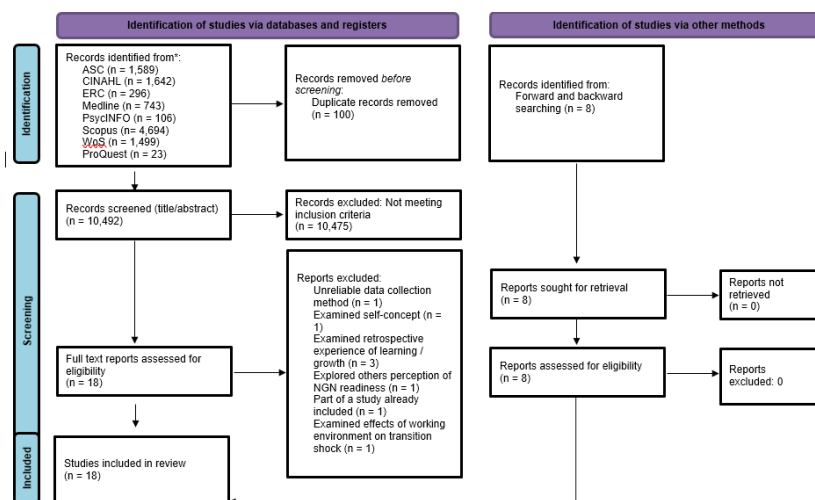 Identification of studies via databases and registers
Identification of studies via other methods
Identification
Records identified from*:
ASC (n = 1,589)
CINAHL (n = 1,642)
ERC (n = 296)
Medline (n = 743)
PsycINFO (n = 106)
Scopus (n= 4,694)
WoS (n = 1,499)
ProQuest (n = 23)
Records removed before
screening:
Duplicate records removed
(n = 100)
Records identified from:
Forward and backward
searching (n = 8)
Screening
Records screened (title/abstract)
(n = 10,492)
Records excluded: Not meeting
inclusion criteria
(n = 10,475)
Reports excluded:
Unreliable data collection
method (n = 1)
Examined self-concept (n =
1)
Examined retrospective
experience of learning /
growth (n = 3)
Explored others perception of
NGN readiness (n = 1)
Part of a study already
included (n = 1)
Examined effects of working
environment on transition
shock (n = 1)
Reports sought for retrieval
(n = 8)
Reports not
retrieved
(n = 0)
Full text reports assessed for
eligibility
(n = 18)
Reports assessed for eligibility
(n = 8)
Reports
excluded: 0
Included
Studies included in review
(n = 18)